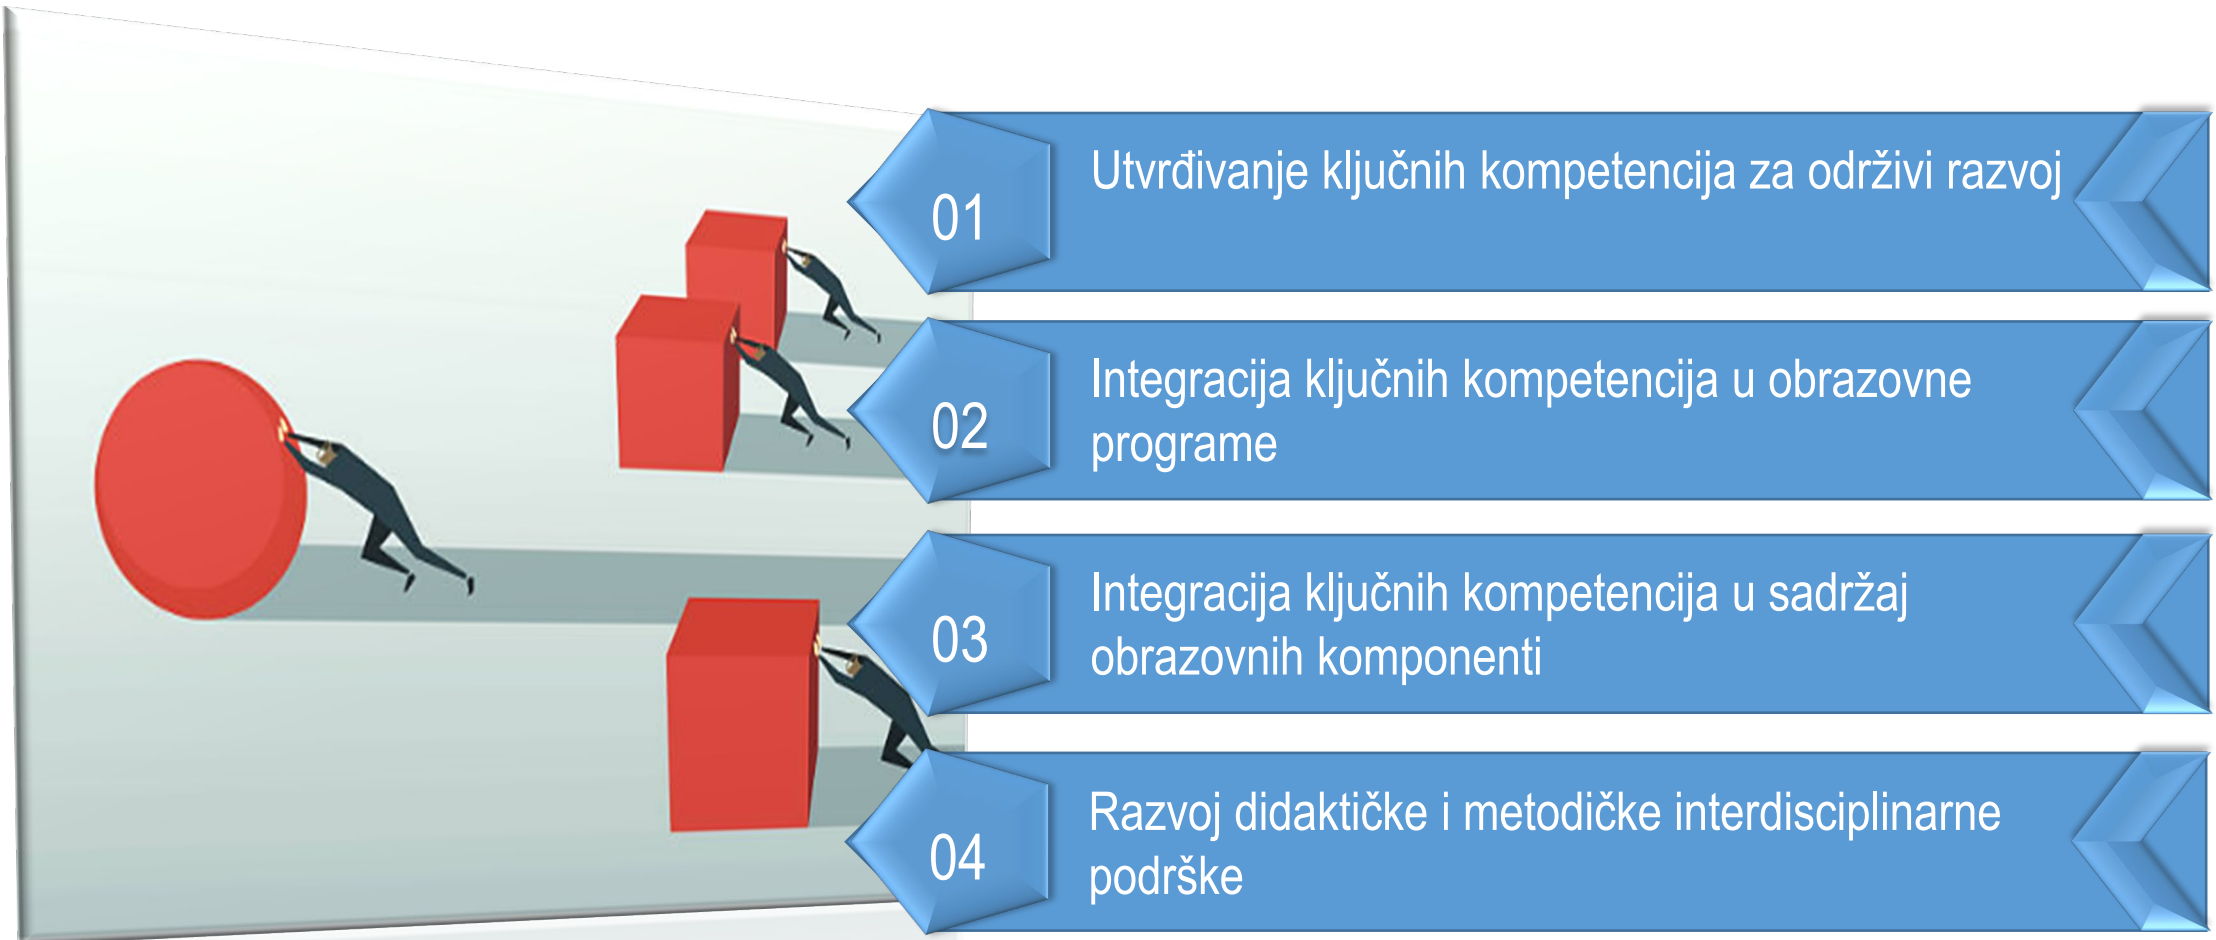 01
Utvrđivanje ključnih kompetencija za održivi razvoj
02
Integracija ključnih kompetencija u obrazovne
programe
03
Integracija ključnih kompetencija u sadržaj
obrazovnih komponenti
04
Razvoj didaktičke i metodičke interdisciplinarne
podrške